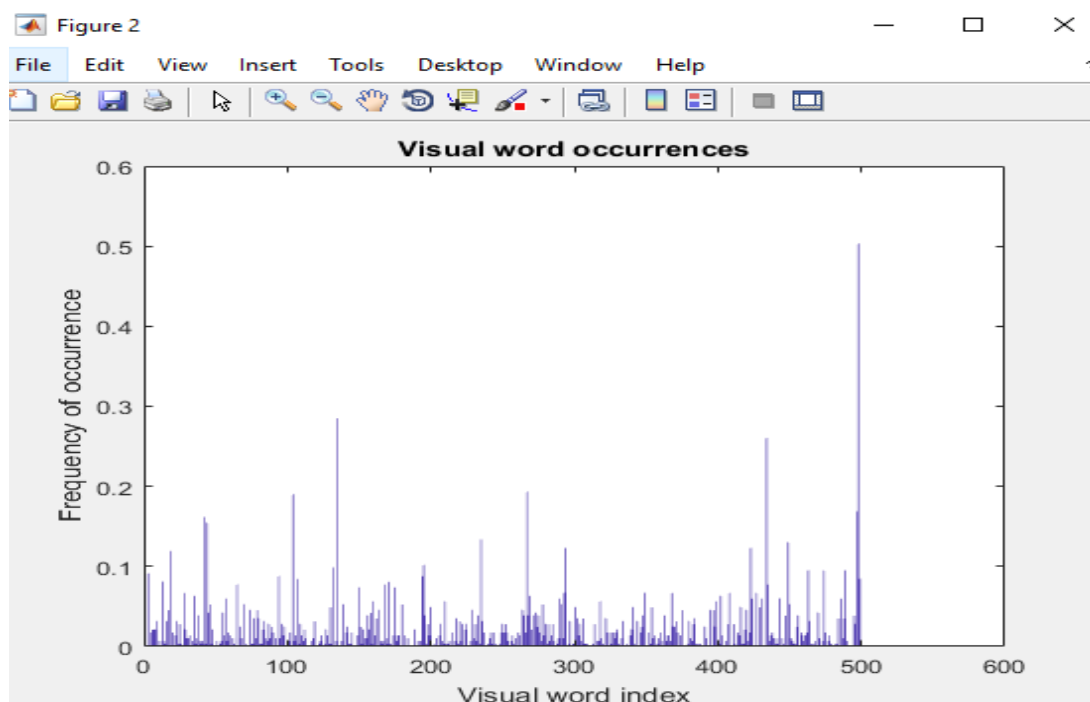 Figure 2
File Edit View Insert Tools Desktop Window Help
Visual word occurrences
0.6
0.5
0.4
0.3
0.2
0.1
0
Frequency of occurrence
0 100 200 300 400 500 600
Visual word index